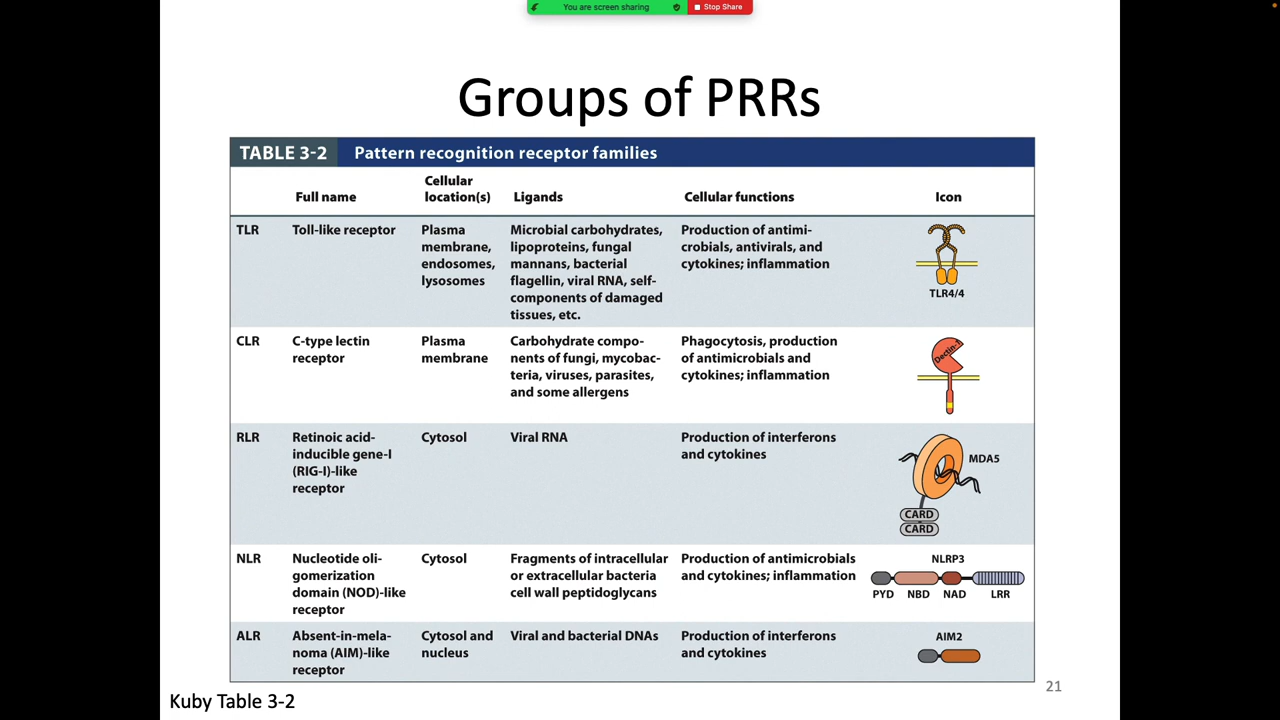 You are screen sharing
Stop Share
Groups of PRRs
TABLE 3-2 Pattern recognition receptor families
Full name
Cellular
location(s)
Ligands
Cellular functions
Icon
TLR
Toll-like receptor
Plasma
membrane,
endosomes,
lysosomes
Microbial carbohydrates,
lipoproteins, fungal
mannans, bacterial
flagellin, viral RNA, self-
components of damaged
tissues, etc.
Production of antimi-
crobials, antivirals, and
cytokines; inflammation
TLR4/4
CLR
C-type lectin
receptor
Plasma
membrane
Carbohydrate compo-
nents of fungi, mycobac-
teria, viruses, parasites,
and some allergens
Phagocytosis, production
of antimicrobials and
cytokines; inflammation
Dectin-1
RLR
Retinoic acid-
inducible gene-I
(RIG-I)-like
receptor
Cytosol
Viral RNA
Production of interferons
and cytokines
MDA5
CARD
CARD
NLR
Nucleotide oli-
gomerization
domain (NOD)-like
receptor
Cytosol
Fragments of intracellular
or extracellular bacteria
cell wall peptidoglycans
Production of antimicrobials
and cytokines; inflammation
NLRP3
PYD NBD NAD LRR
ALR
Absent-in-mela-
noma (AIM)-like
receptor
Cytosol and
nucleus
Viral and bacterial DNAs
Production of interferons
and cytokines
AIM2
Kuby Table 3-2
21